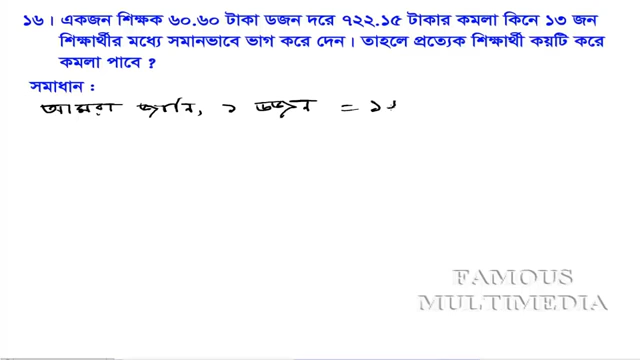 ১৬। একজন শিক্ষক ৬০.৬০ টাকা ডজন দরে ৭২২.১৫ টাকার কমলা কিনে ১৩ জন
শিক্ষার্থীর মধ্যে সমানভাবে ভাগ করে দেন। তাহলে প্রত্যেক শিক্ষার্থী কয়টি করে
কমলা পাবে ?
সমাধান :
আমরা জানি, ১ ডজন = ১
FAMOUS
MULTIMEDIA